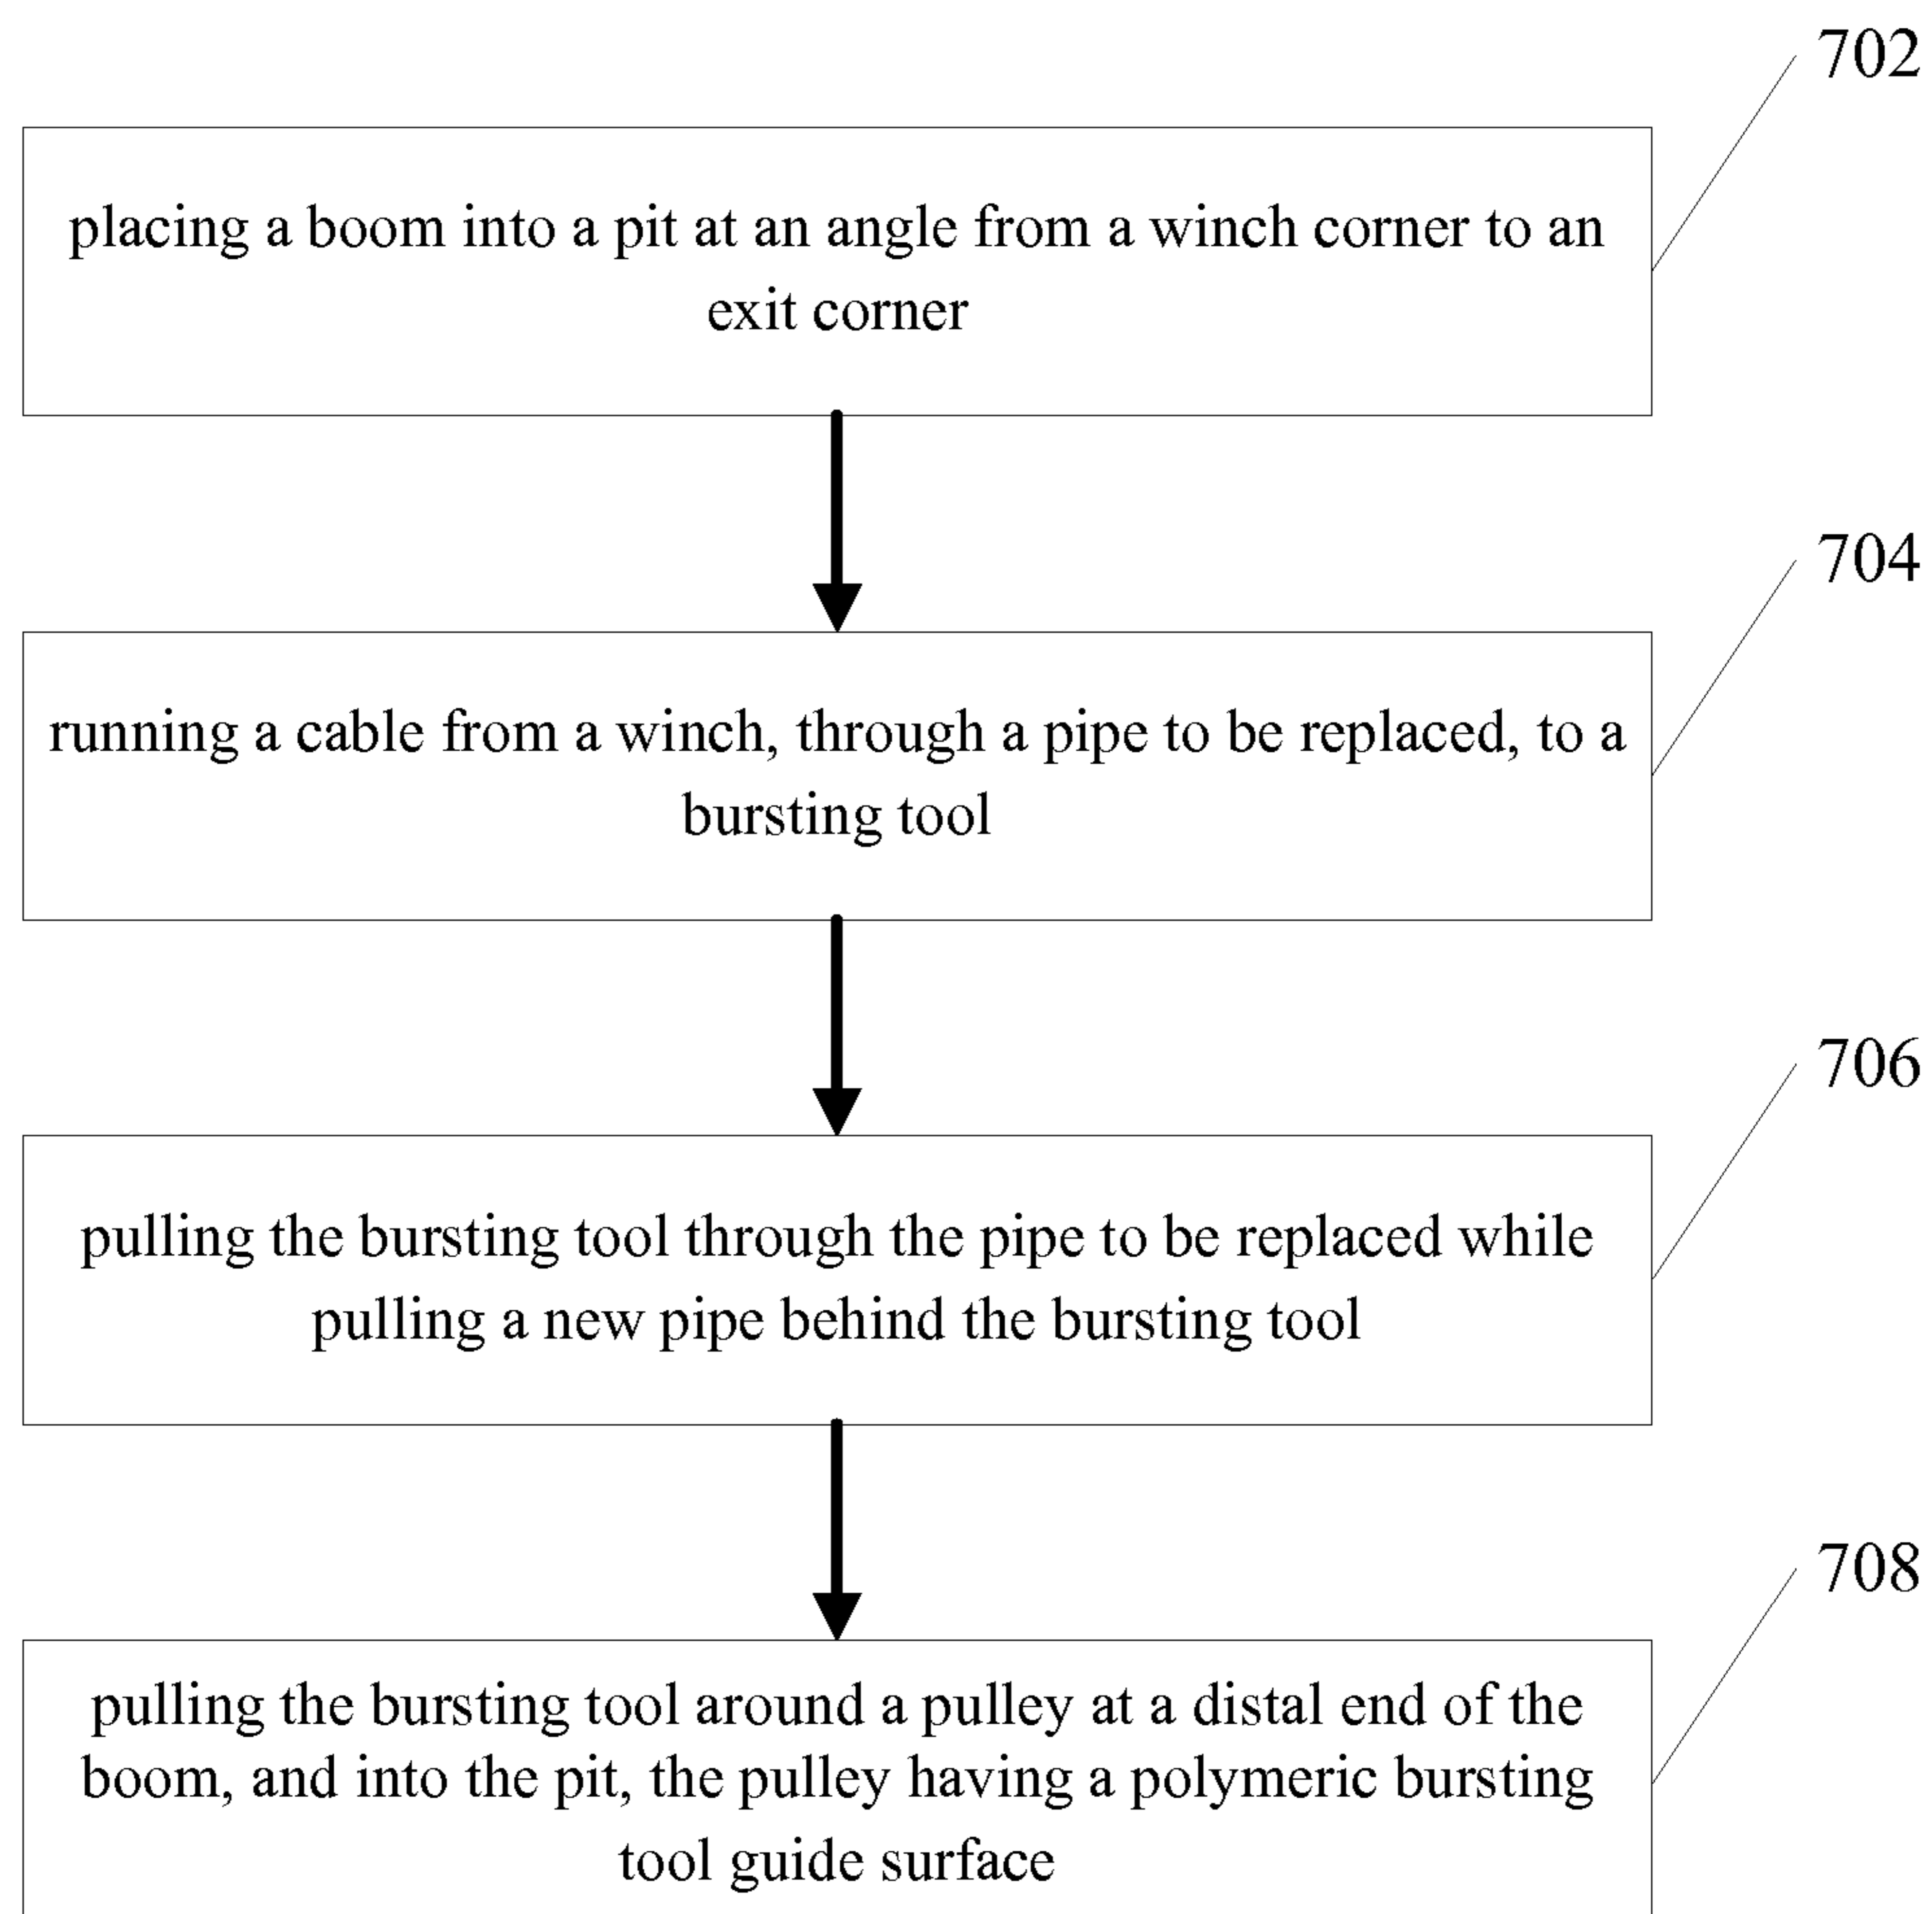 702
placing a boom into a pit at an angle from a winch corner to an
exit corner
704
running a cable from a winch, through a pipe to be replaced, to a
bursting tool
706
pulling the bursting tool through the pipe to be replaced while
pulling a new pipe behind the bursting tool
708
pulling the bursting tool around a pulley at a distal end of the
boom, and into the pit, the pulley having a polymeric bursting
tool guide surface